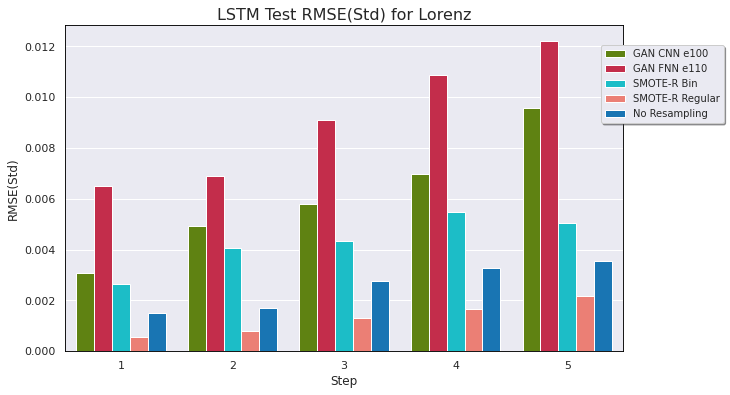 LSTM Test RMSE(Std) for Lorenz
GAN CNN e100
GAN FNN e110
SMOTE-R Bin
SMOTE-R Regular
No Resampling
RMSE(Std)
0.012
0.010
0.008
0.006
0.004
0.002
0.000
1 2 3 4 5
Step